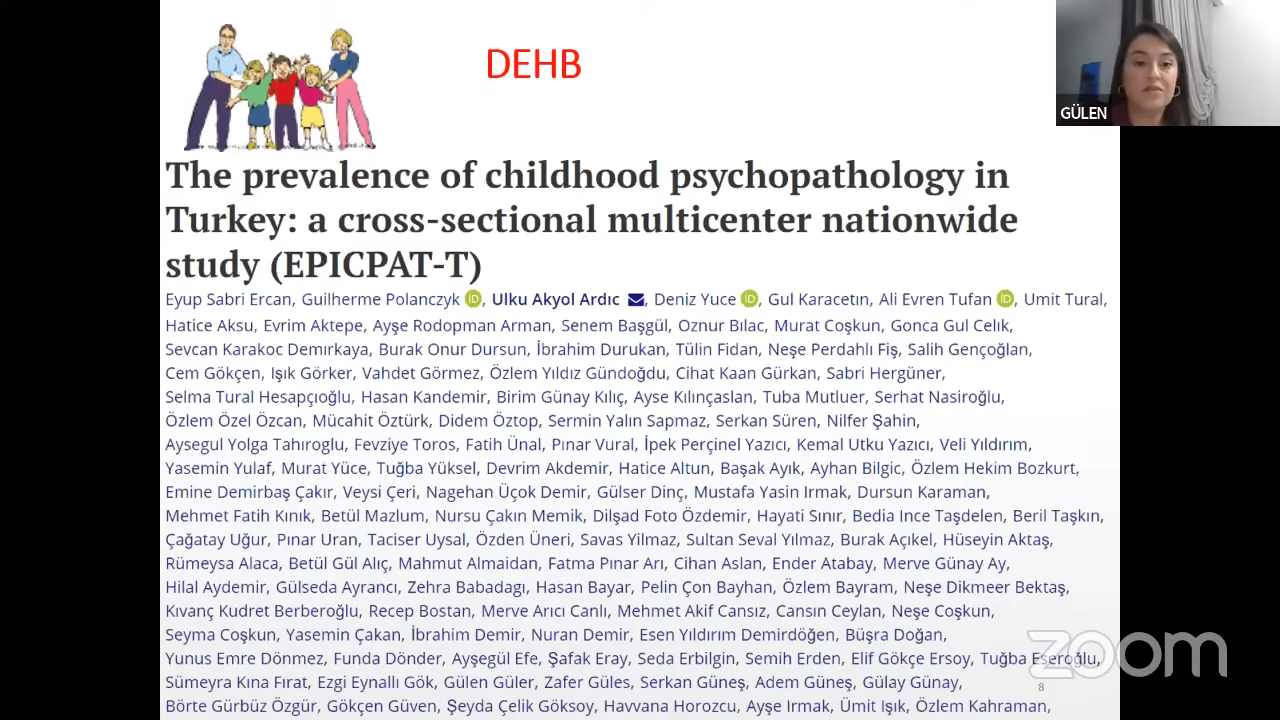 DEHB
GÜLEN
The prevalence of childhood psychopathology in
Turkey: a cross-sectional multicenter nationwide
study (EPICPAT-T)
Eyup Sabri Ercan, Guilherme Polanczyk iD, Ulku Akyol Ardıc, Deniz Yuce iD, Gul Karacetın, Ali Evren Tufan iD, Umit Tural,
Hatice Aksu, Evrim Aktepe, Ayşe Rodopman Arman, Senem Başgül, Oznur Bılac, Murat Coşkun, Gonca Gul Celık,
Sevcan Karakoc Demırkaya, Burak Onur Dursun, İbrahim Durukan, Tülin Fidan, Neşe Perdahlı Fiş, Salih Gençoğlan,
Cem Gökçen, Işık Görker, Vahdet Görmez, Özlem Yıldız Gündoğdu, Cihat Kaan Gürkan, Sabri Hergüner,
Selma Tural Hesapçıoğlu, Hasan Kandemir, Birim Günay Kılıç, Ayse Kılınçaslan, Tuba Mutluer, Serhat Nasiroğlu,
Özlem Özel Özcan, Mücahit Öztürk, Didem Öztop, Sermin Yalın Sapmaz, Serkan Süren, Nilfer Şahin,
Aysegul Yolga Tahıroglu, Fevziye Toros, Fatih Ünal, Pınar Vural, İpek Perçinel Yazıcı, Kemal Utku Yazıcı, Veli Yıldırım,
Yasemin Yulaf, Murat Yüce, Tuğba Yüksel, Devrim Akdemir, Hatice Altun, Başak Ayık, Ayhan Bilgic, Özlem Hekim Bozkurt,
Emine Demirbaş Çakır, Veysi Çeri, Nagehan Üçok Demir, Gülser Dinç, Mustafa Yasin Irmak, Dursun Karaman,
Mehmet Fatih Kınık, Betül Mazlum, Nursu Çakın Memik, Dilşad Foto Özdemir, Hayati Sınır, Bedia Ince Taşdelen, Beril Taşkın,
Çağatay Uğur, Pınar Uran, Taciser Uysal, Özden Üneri, Savas Yilmaz, Sultan Seval Yılmaz, Burak Açıkel, Hüseyin Aktaş,
Rümeysa Alaca, Betül Gül Alıç, Mahmut Almaidan, Fatma Pınar Arı, Cihan Aslan, Ender Atabay, Merve Günay Ay,
Hilal Aydemir, Gülseda Ayrancı, Zehra Babadagı, Hasan Bayar, Pelin Çon Bayhan, Özlem Bayram, Neşe Dikmeer Bektaş,
Kıvanç Kudret Berberoğlu, Recep Bostan, Merve Arıcı Canlı, Mehmet Akif Cansız, Cansın Ceylan, Neşe Coşkun,
Seyma Coşkun, Yasemin Çakan, İbrahim Demir, Nuran Demir, Esen Yıldırım Demirdöğen, Büşra Doğan,
Yunus Emre Dönmez, Funda Dönder, Ayşegül Efe, Şafak Eray, Seda Erbilgin, Semih Erden, Elif Gökçe Ersoy, Tuğba Eseroğlu,
Sümeyra Kına Fırat, Ezgi Eynallı Gök, Gülen Güler, Zafer Güles, Serkan Güneş, Adem Güneş, Gülay Günay,
Börte Gürbüz Özgür, Gökçen Güven, Şeyda Çelik Göksoy, Havvana Horozcu, Ayşe Irmak, Ümit Işık, Özlem Kahraman,
8
zoom